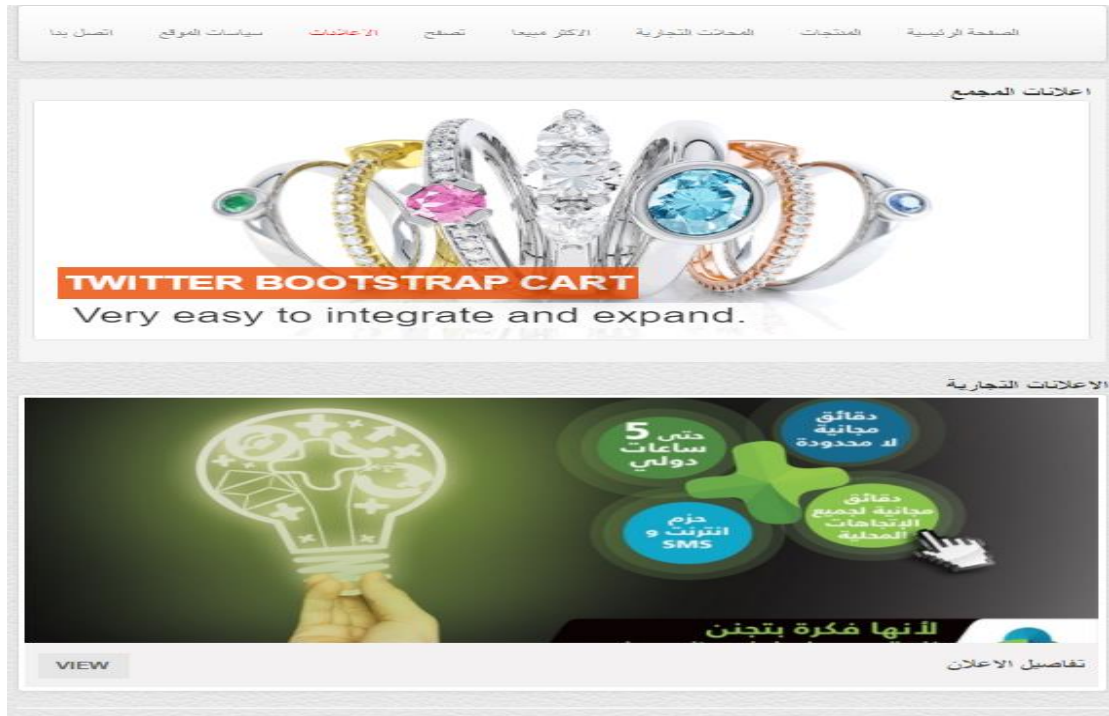 الصفحة الرئيسية المنتجات المحلات التجارية الاكثر مبيعا تصفح الاعلانات سياسات الموقع اتصل بنا
اعلانات المجمع
TWITTER BOOTSTRAP CART
Very easy to integrate and expand.
الاعلانات التجارية
دقائق
مجانية
لا محدودة
حتى 5
ساعات
دولي
دقائق
مجانية لجميع
الإتجاهات
المحلية
حزم
انترنت و
SMS
لأنها فكرة بتجنن
تفاصيل الاعلان
VIEW